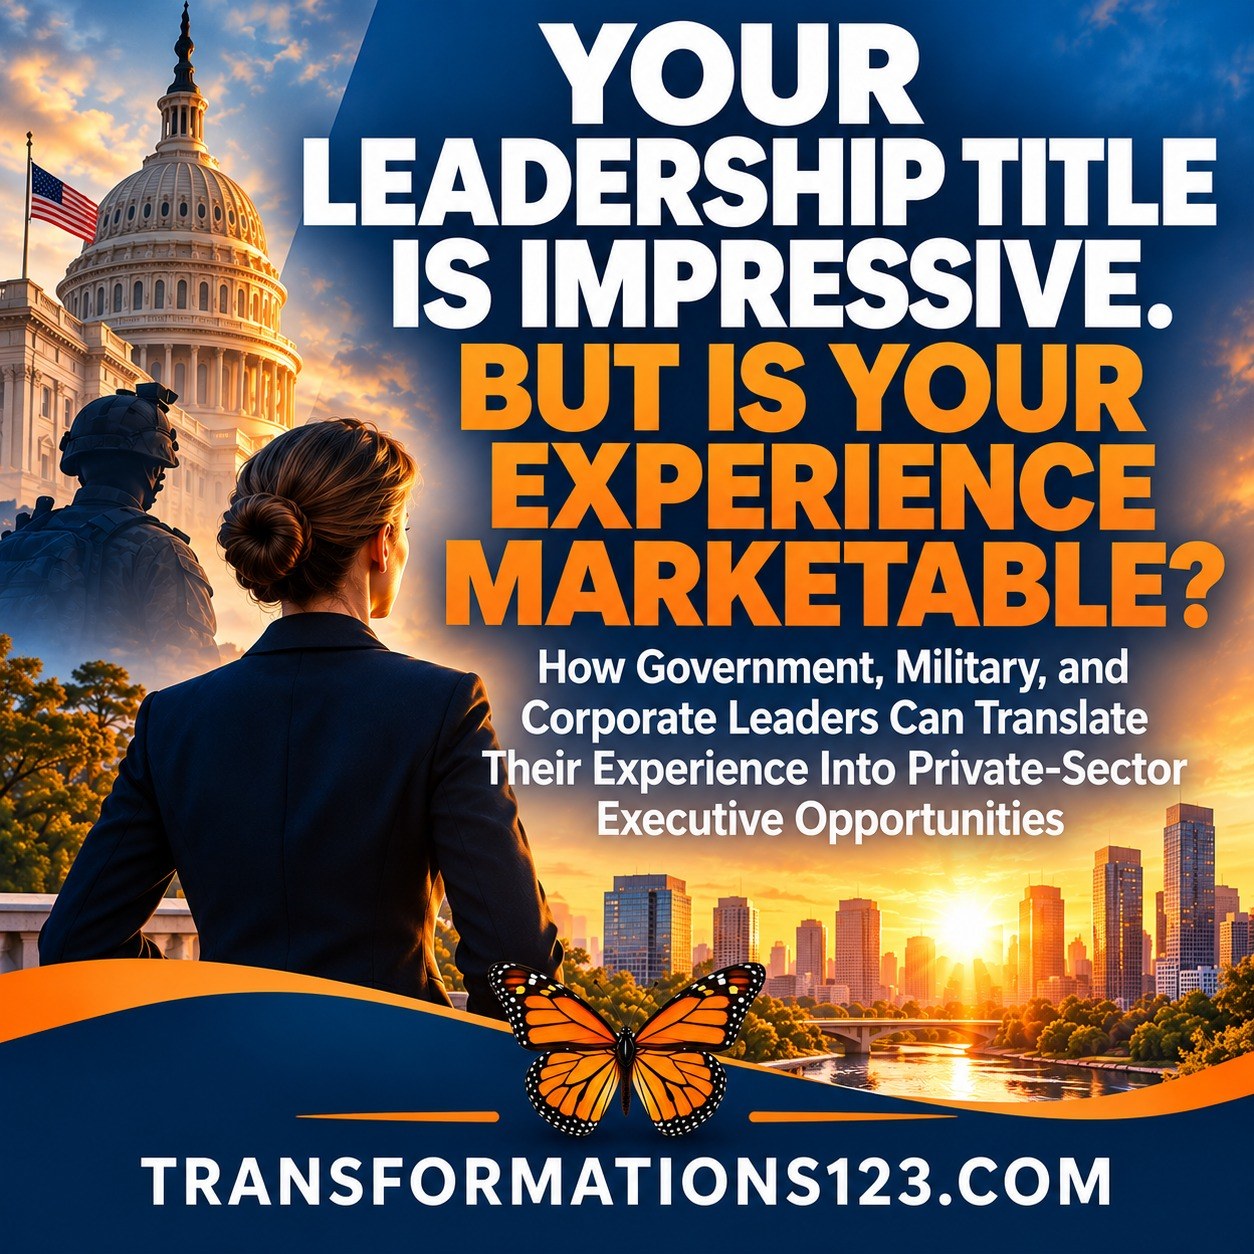 YOUR
LEADERSHIP TITLE
IS IMPRESSIVE.
BUT IS YOUR
EXPERIENCE
MARKETABLE?
How Government, Military, and
Corporate Leaders Can Translate
Their Experience Into Private-Sector
Executive Opportunities
TRANSFORMATIONS123.COM